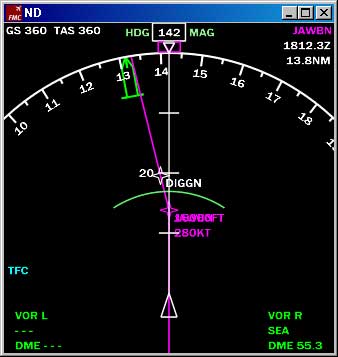 FMC ND
GS 360 TAS 360 HDG 142 MAG JAWBN
1812.3Z
13.8NM
10 11 12 13 14 15 16 17 18
20 DIGGN
280KT
TFC
VOR L VOR R
- - - SEA
DME - - - DME 55.3